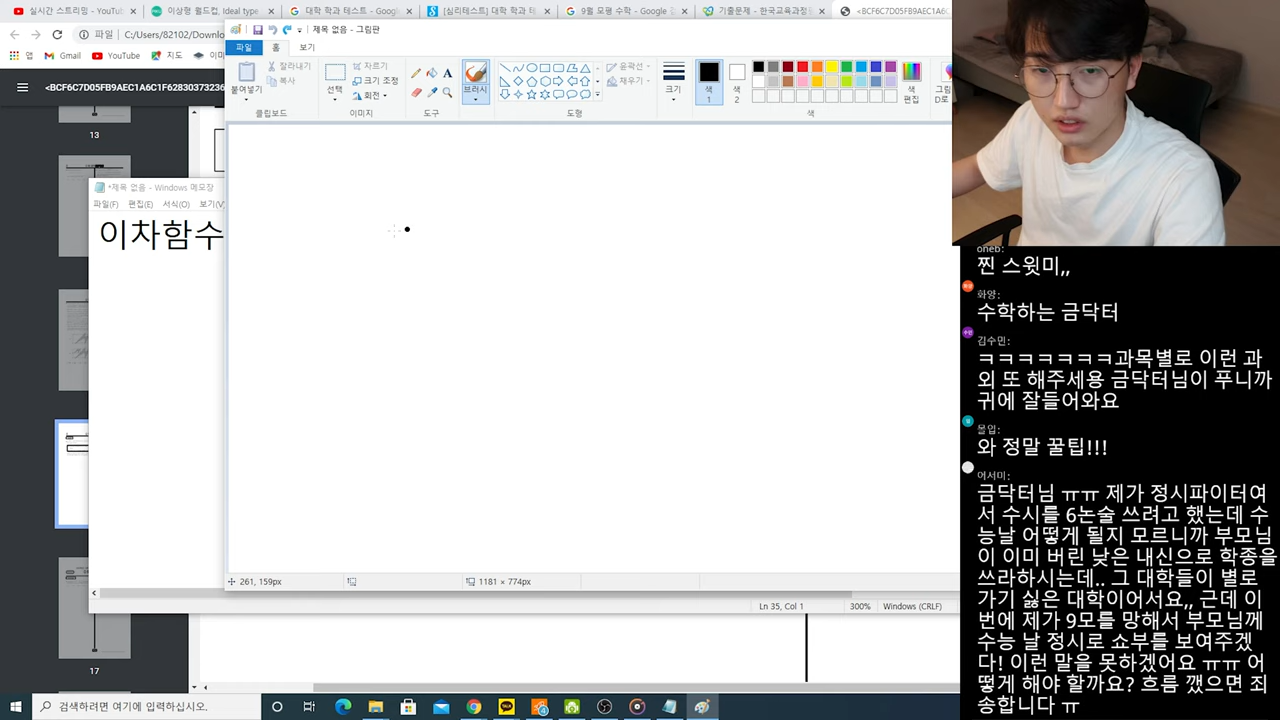 실시간 스트리밍 - YouTu
이상형 월드컵, Ideal type
대학 학과 테스트 - Googl
[심리테스트] 대학 학과 테
9월 모평 수학 - Google 검
기출문제 - 한국교육과정
<BCF6C7D05FB9AEC1A6C
파일
C:/Users/82102/Downlo
제목 없음 - 그림판
앱
Gmail
YouTube
지도
파일
홈
보기
<BCF6C7D05FB9AEC1A6C1F62830373236
붙여넣기
잘라내기
복사
클립보드
선택
자르기
크기 조정
회전
이미지
도구
브러시
윤곽선
채우기
도형
크기
색
1
색
2
색
편집
색
13
*제목 없음 - Windows 메모장
파일(F)
편집(E)
서식(O)
보기(V)
이차함수
261, 159px
1181 × 774px
Ln 35, Col 1
300%
Windows (CRLF)
17
검색하려면 여기에 입력하십시오.
oneb:
찐 스윗미,,
화양:
수학하는 금닥터
김수민:
ㅋㅋㅋㅋㅋㅋㅋ과목별로 이런 과
외 또 해주세용 금닥터님이 푸니까
귀에 잘들어와요
몰입:
와 정말 꿀팁!!!
어서미:
금닥터님 ㅠㅠ 제가 정시파이터여
서 수시를 6논술 쓰려고 했는데 수
능날 어떻게 될지 모르니까 부모님
이 이미 버린 낮은 내신으로 학종을
쓰라하시는데.. 그 대학들이 별로
가기 싫은 대학이어서요,, 근데 이
번에 제가 9모를 망해서 부모님께
수능 날 정시로 쇼부를 보여주겠
다! 이런 말을 못하겠어요 ㅠㅠ 어
떻게 해야 할까요? 흐름 깼으면 죄
송합니다 ㅠ